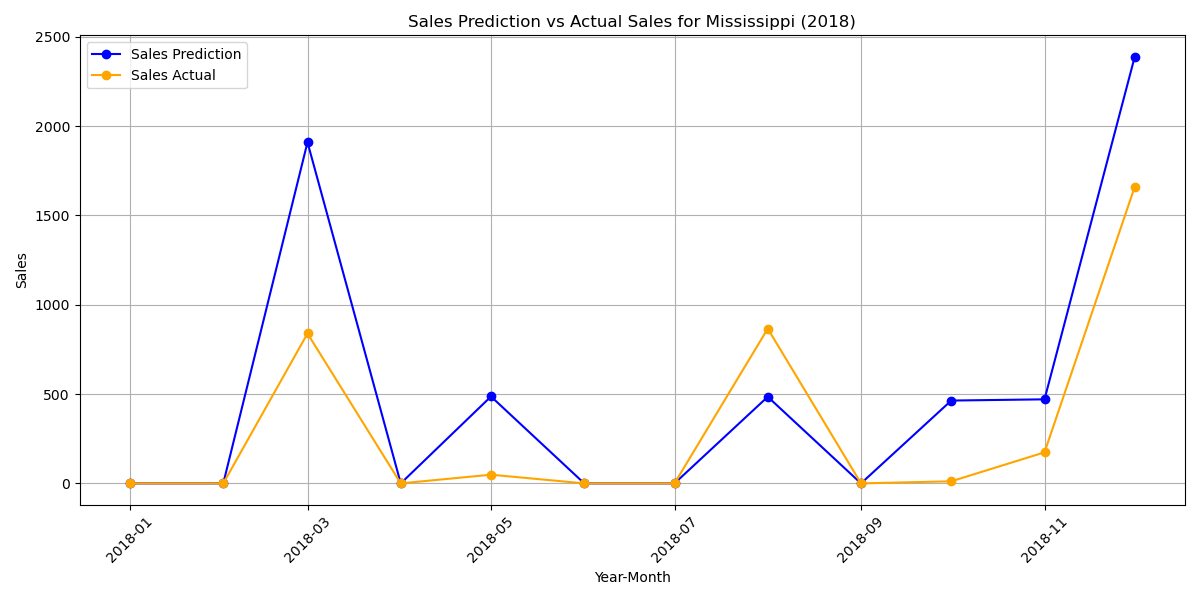 Sales Prediction vs Actual Sales for Mississippi (2018)
Sales Prediction
Sales Actual
Sales
2500
2000
1500
1000
500
0
2018-01
2018-03
2018-05
2018-07
2018-09
2018-11
Year-Month